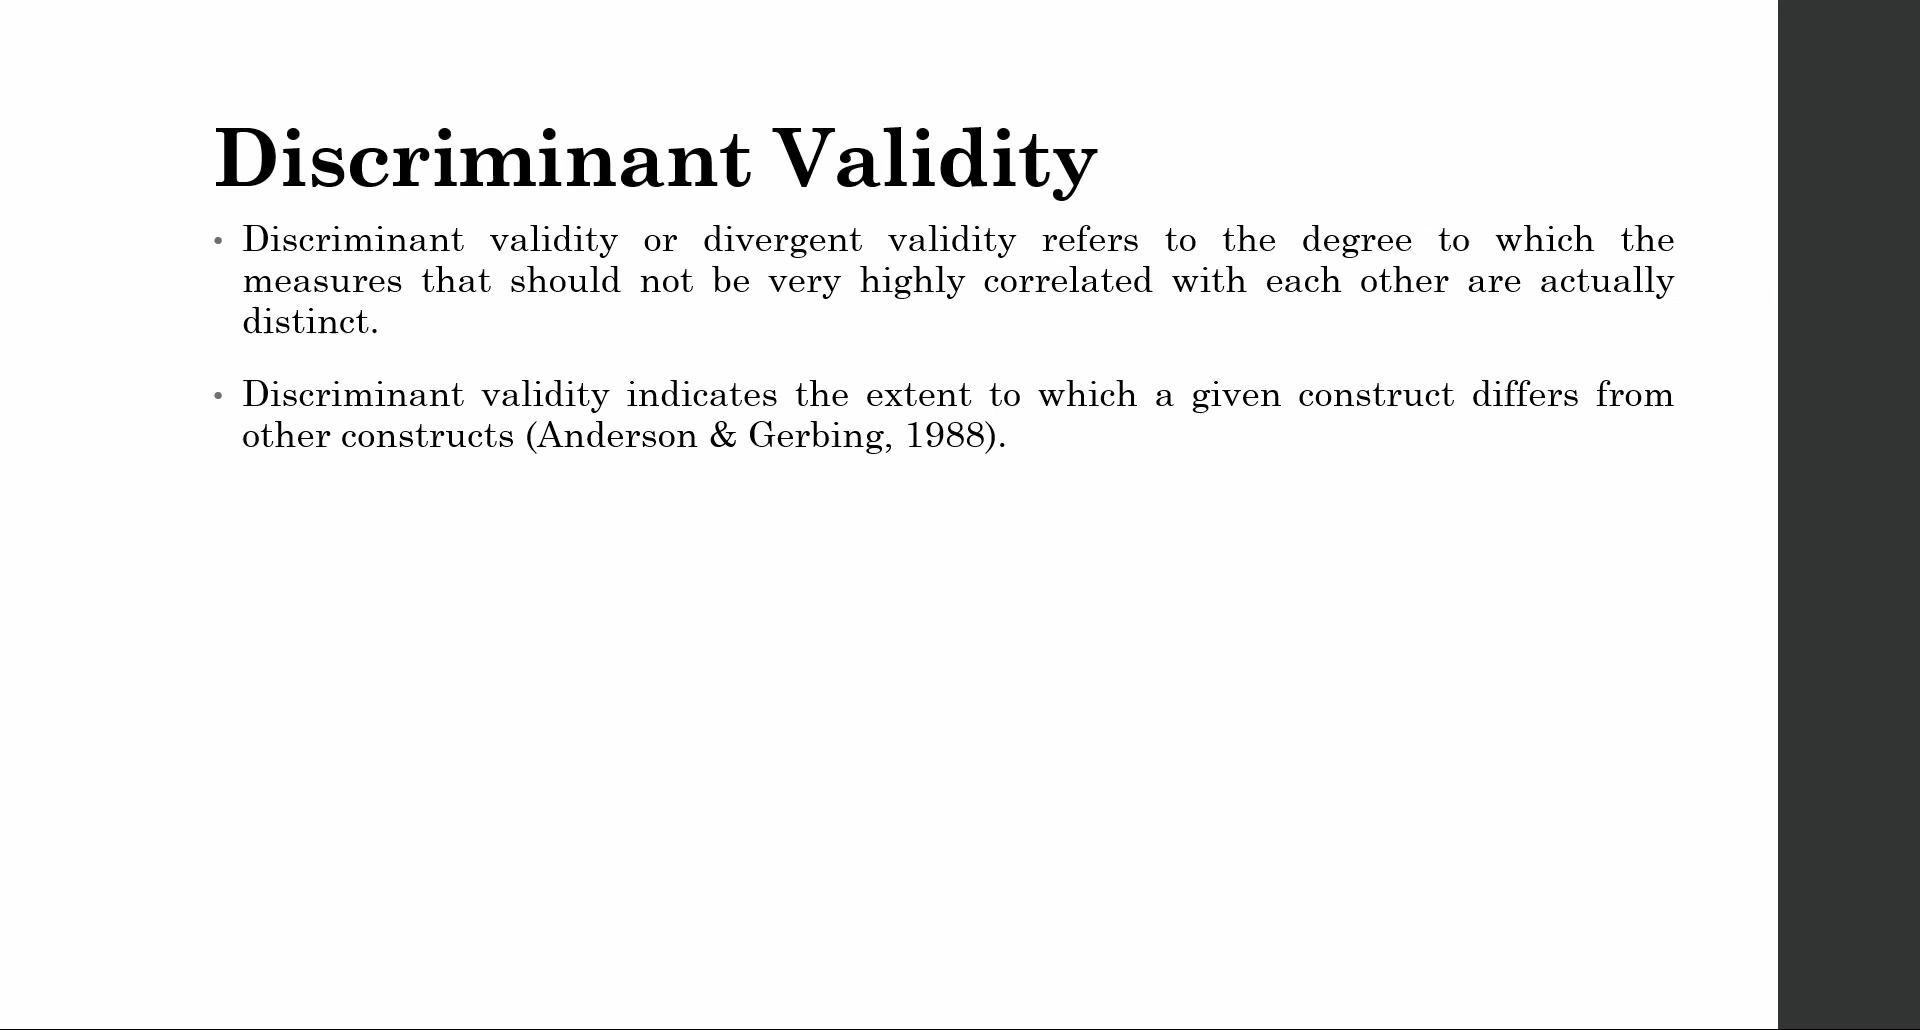 Discriminant Validity
• Discriminant validity or divergent validity refers to the degree to which the
measures that should not be very highly correlated with each other are actually
distinct.
• Discriminant validity indicates the extent to which a given construct differs from
other constructs (Anderson & Gerbing, 1988).